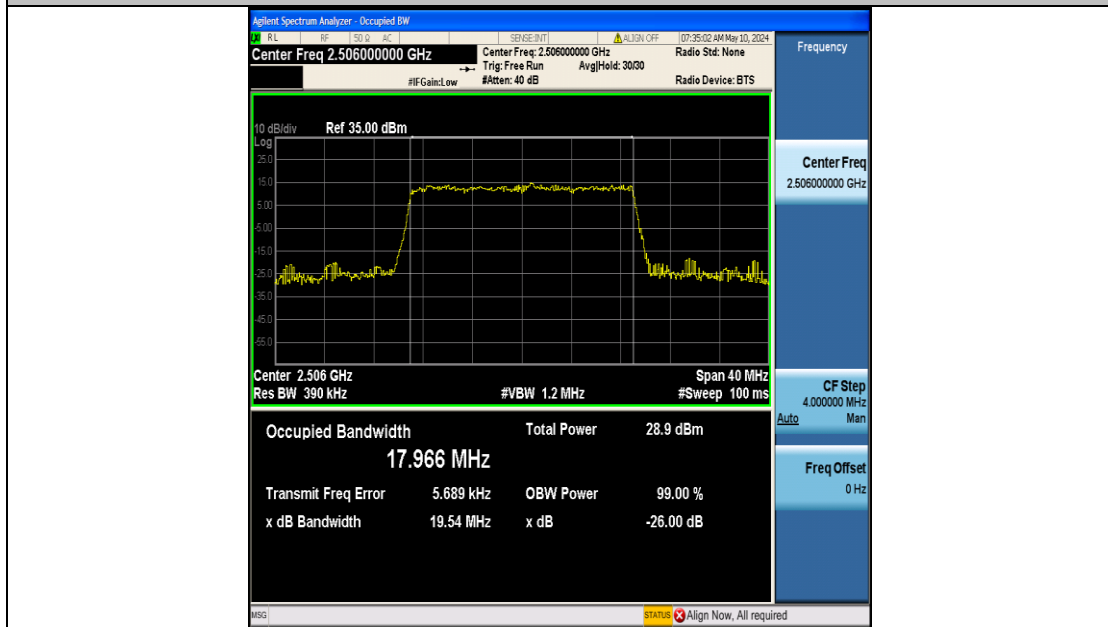 Agilent Spectrum Analyzer - Occupied BW
LXI RL RF 50 Ω AC SENSE:INT ALIGN OFF 07:35:02 AM May 10, 2024
Center Freq 2.506000000 GHz
Center Freq: 2.506000000 GHz
Radio Std: None
Trig: Free Run Avg|Hold: 30/30
#IFGain:Low
#Atten: 40 dB
Radio Device: BTS
10 dB/div Ref 35.00 dBm
Log
25.0
15.0
5.00
-5.00
-15.0
-25.0
-35.0
-45.0
-55.0
Center 2.506 GHz
Span 40 MHz
Res BW 390 kHz
#VBW 1.2 MHz
#Sweep 100 ms
Occupied Bandwidth
17.966 MHz
Total Power 28.9 dBm
Transmit Freq Error 5.689 kHz
OBW Power 99.00 %
x dB Bandwidth 19.54 MHz
x dB -26.00 dB
Frequency
Center Freq
2.506000000 GHz
CF Step
4.000000 MHz
Auto Man
Freq Offset
0 Hz
MSG
STATUS Align Now, All required